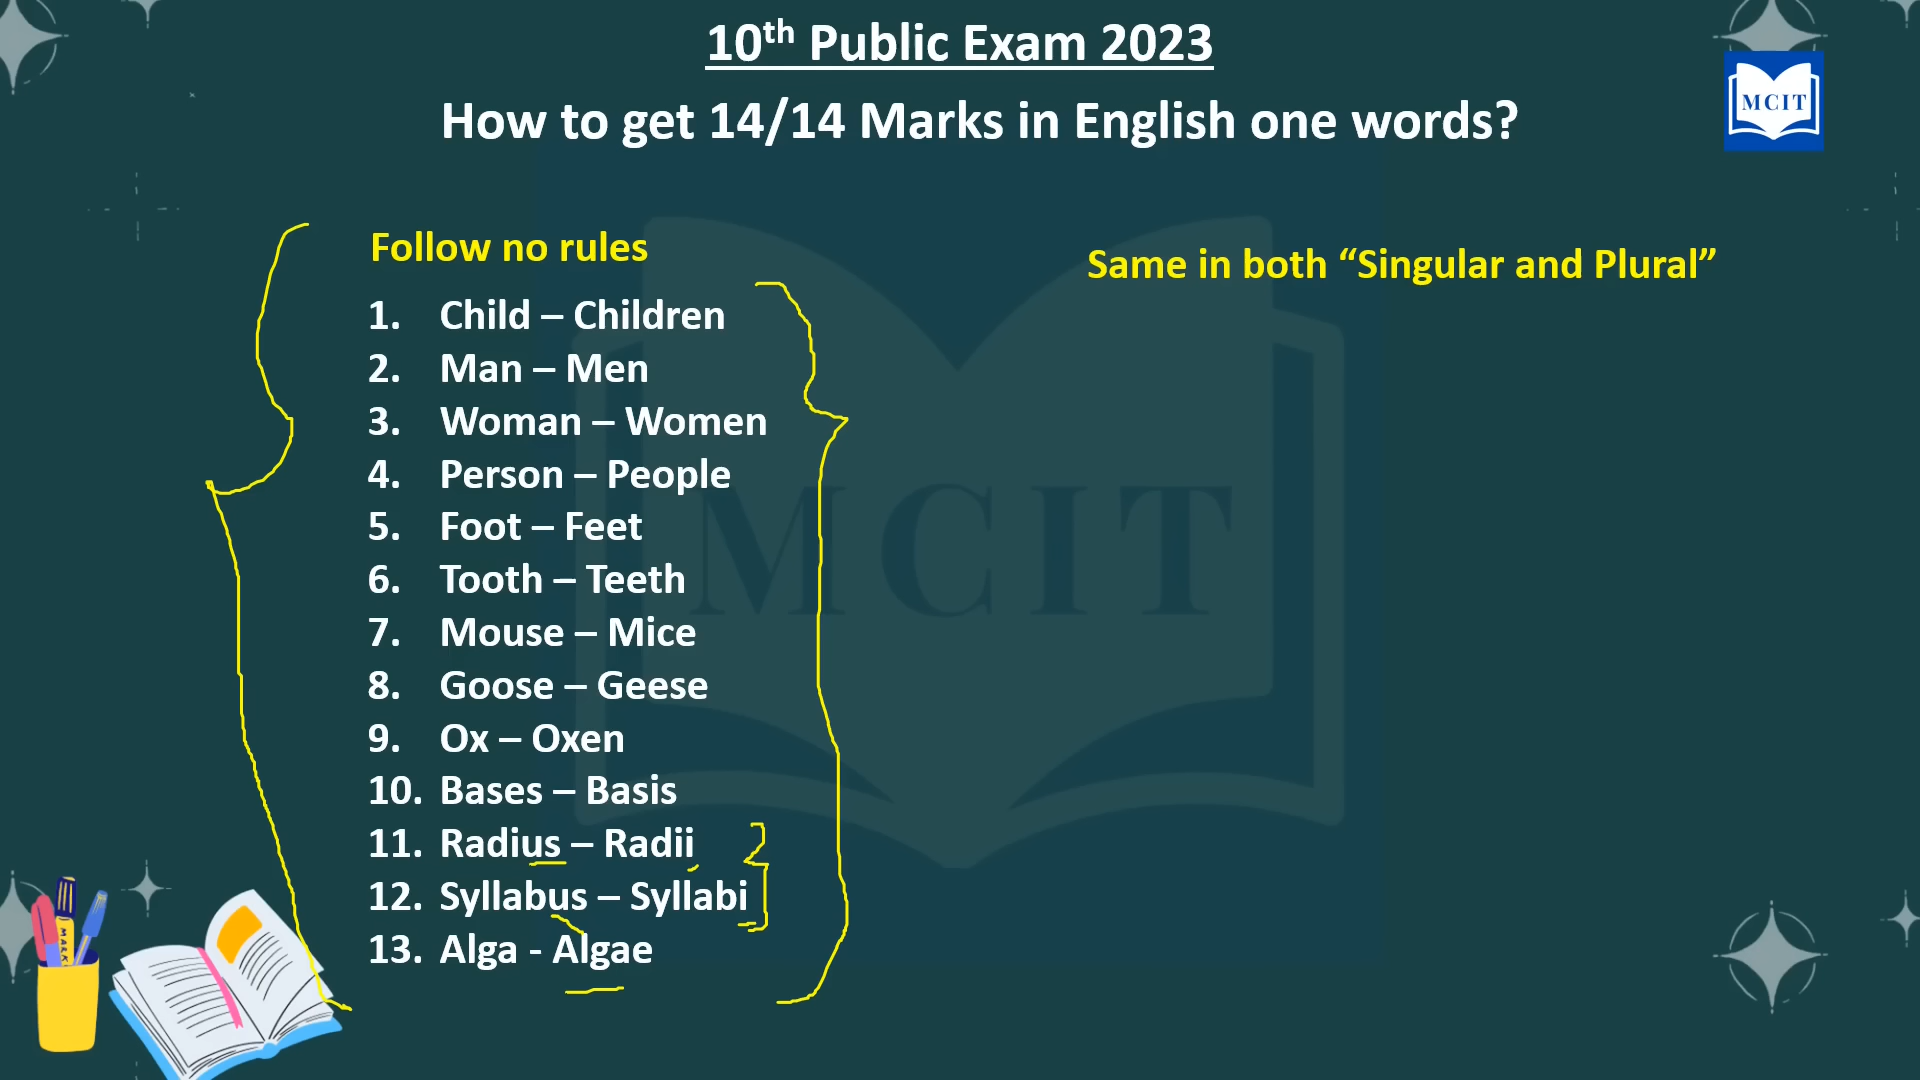 10th Public Exam 2023
How to get 14/14 Marks in English one words?
MCIT
Follow no rules
1. Child – Children
2. Man – Men
3. Woman – Women
4. Person – People
5. Foot – Feet
6. Tooth – Teeth
7. Mouse – Mice
8. Goose – Geese
9. Ox – Oxen
10. Bases – Basis
11. Radius – Radii
12. Syllabus – Syllabi
13. Alga - Algae
Same in both “Singular and Plural”
MCIT
MARK